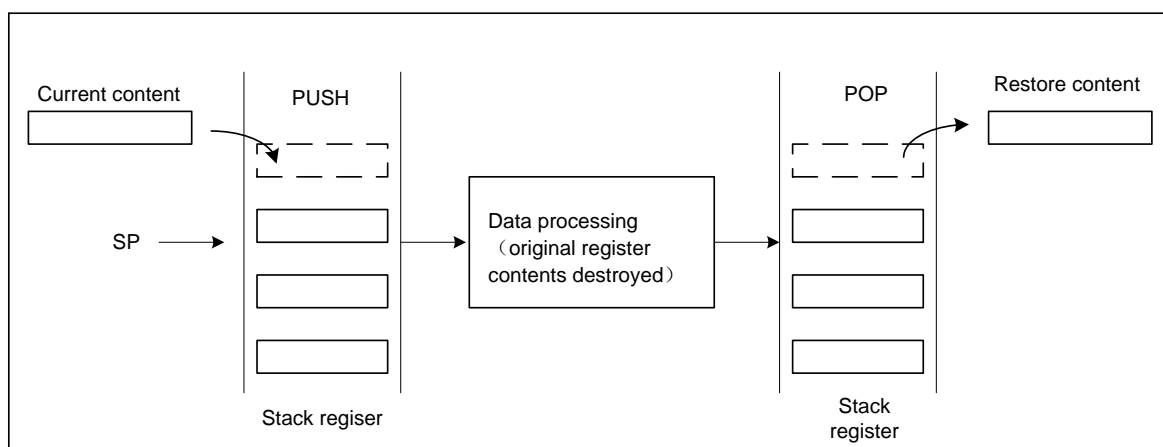 Current content
PUSH
SP
Stack regiser
Data processing
（original register
contents destroyed）
POP
Restore content
Stack
register